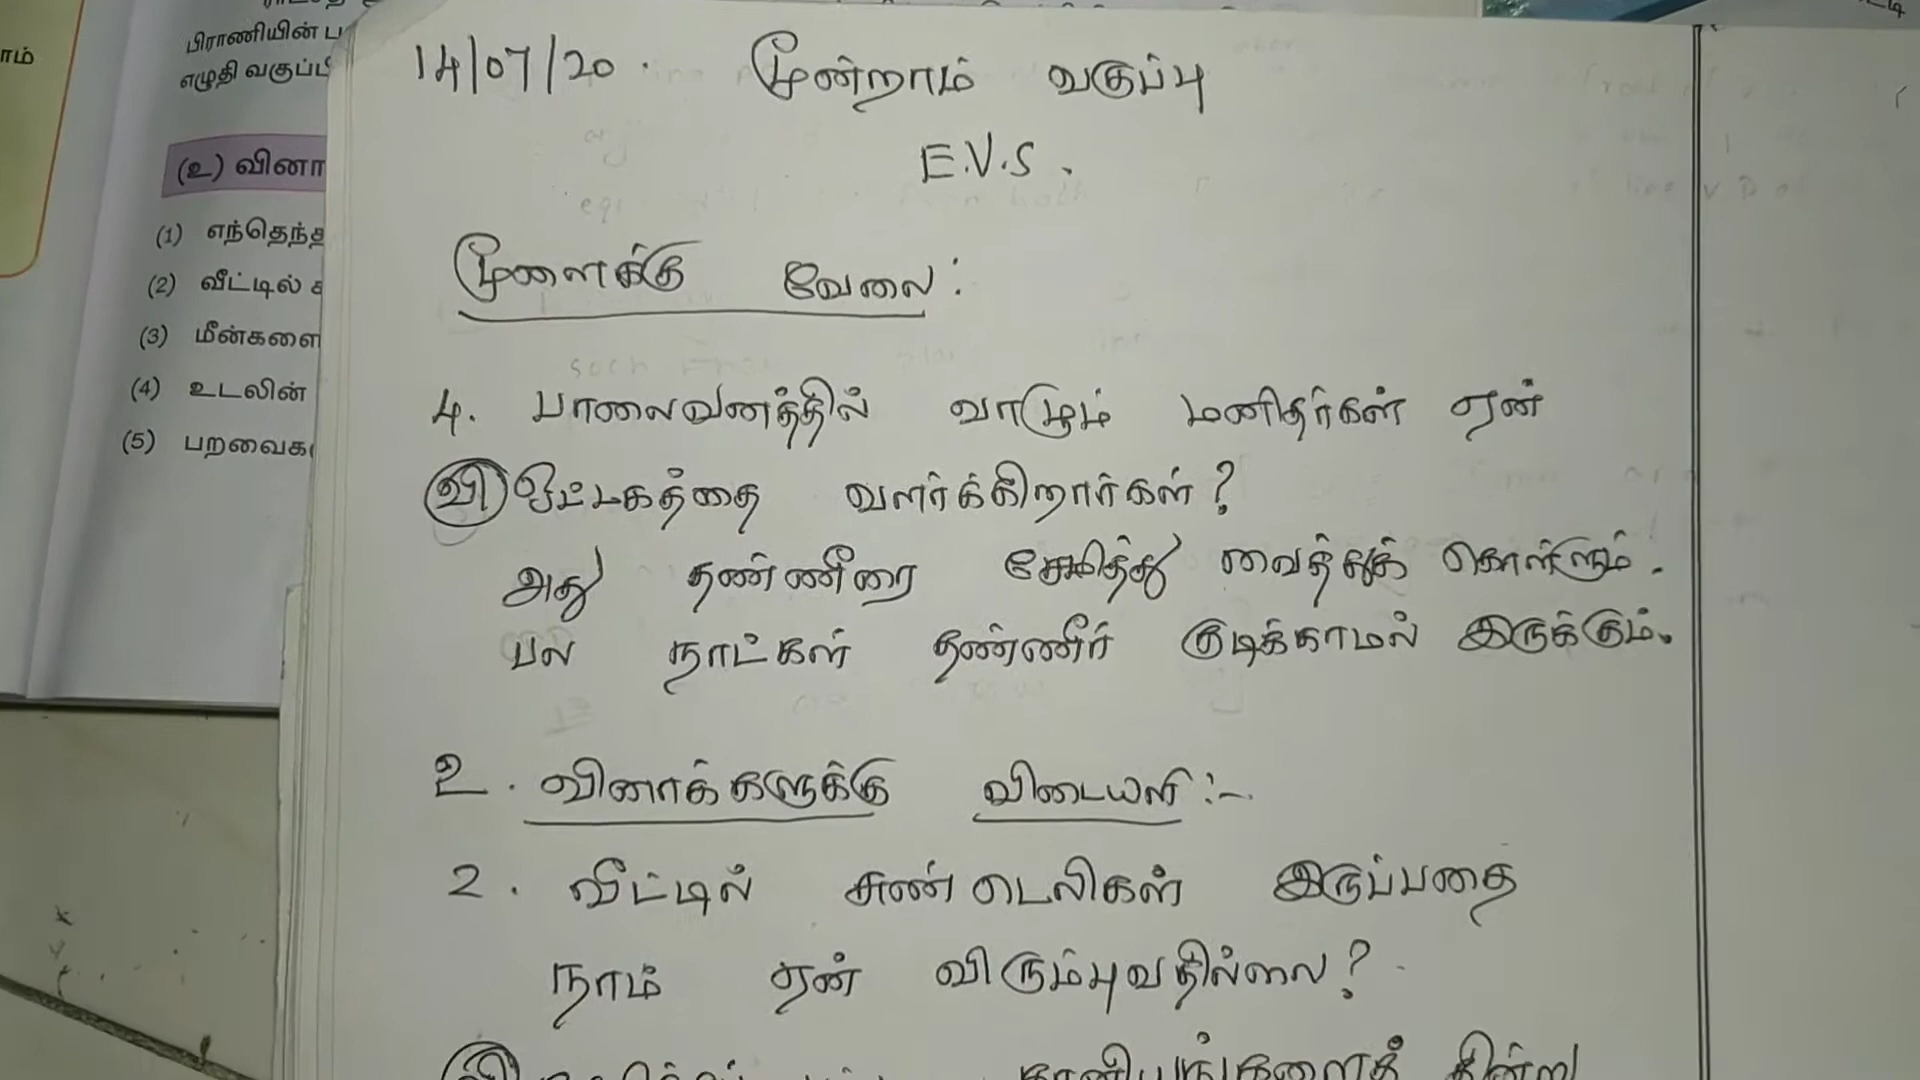 பிராணியின் ப
எழுதி வகுப்பி
(உ) வினா
(1) எந்தெந்த
(2) வீட்டில்
(3) மீன்களை
(4) உடலின்
(5) பறவைக
14/07/20. மூன்றாம் வகுப்பு
E.V.S.
மூளைக்கு வேலை:
4. பாலைவனத்தில் வாழும் மனிதர்கள் ஏன்
வி ஒட்டகத்தை வளர்க்கிறார்கள்?
அது தண்ணீரை சேமித்து வைத்துக் கொள்ளும்.
பல நாட்கள் தண்ணீர் குடிக்காமல் இருக்கும்.
உ. வினாக்களுக்கு விடையளி:-
2. வீட்டில் சுண்டெலிகள் இருப்பதை
நாம் ஏன் விரும்புவதில்லை?
தானியங்களைத் தின்று